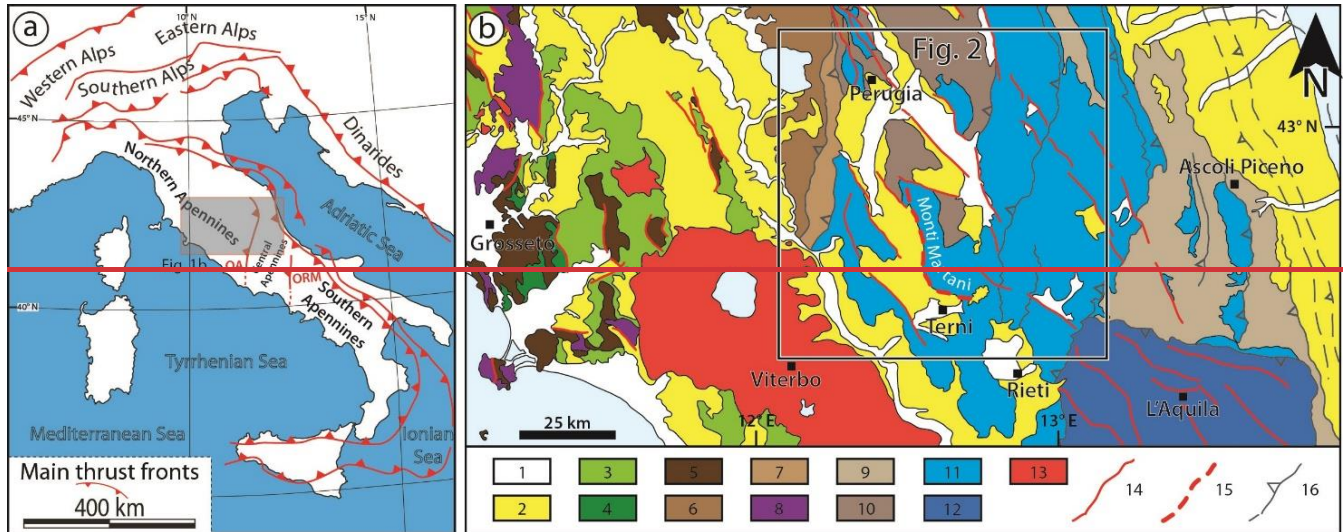 a
10°N
15°N
Western Alps
Eastern Alps
Southern Alps
45°N
Dinarides
Northern Apennines
Adriatic Sea
Fig. 1b
OA
Central Apennines
ORM
40°N
Southern Apennines
Tyrrhenian Sea
Mediterranean Sea
Ionian Sea
Main thrust fronts
400 km
b
Fig. 2
N
Perugia
43° N
Ascoli Piceno
Grosseto
Monti Martani
Terni
Viterbo
Rieti
L'Aquila
25 km
12° E
13° E
1 3 5 7 9 11 13 14 15 16
2 4 6 8 10 12